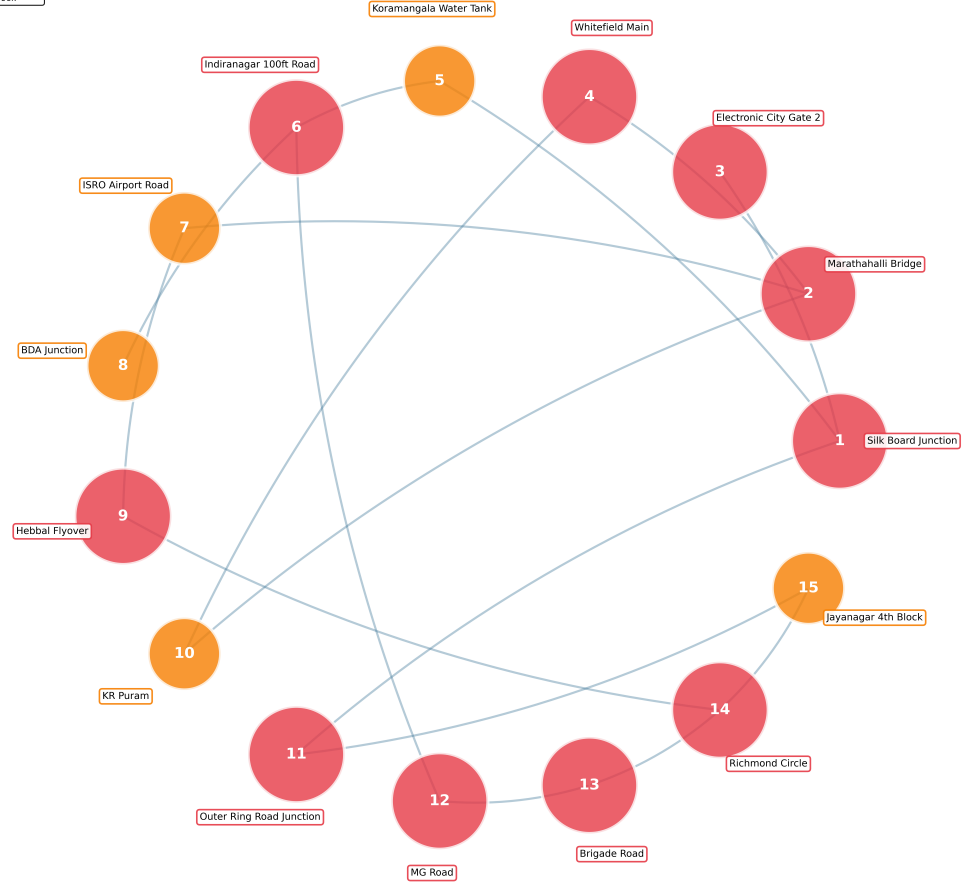 Koramangala Water Tank
Whitefield Main
Indiranagar 100ft Road
5
4
Electronic City Gate 2
6
3
ISRO Airport Road
7
Marathahalli Bridge
2
BDA Junction
8
1
Silk Board Junction
9
Hebbal Flyover
15
Jayanagar 4th Block
10
KR Puram
14
11
Richmond Circle
13
12
Outer Ring Road Junction
Brigade Road
MG Road